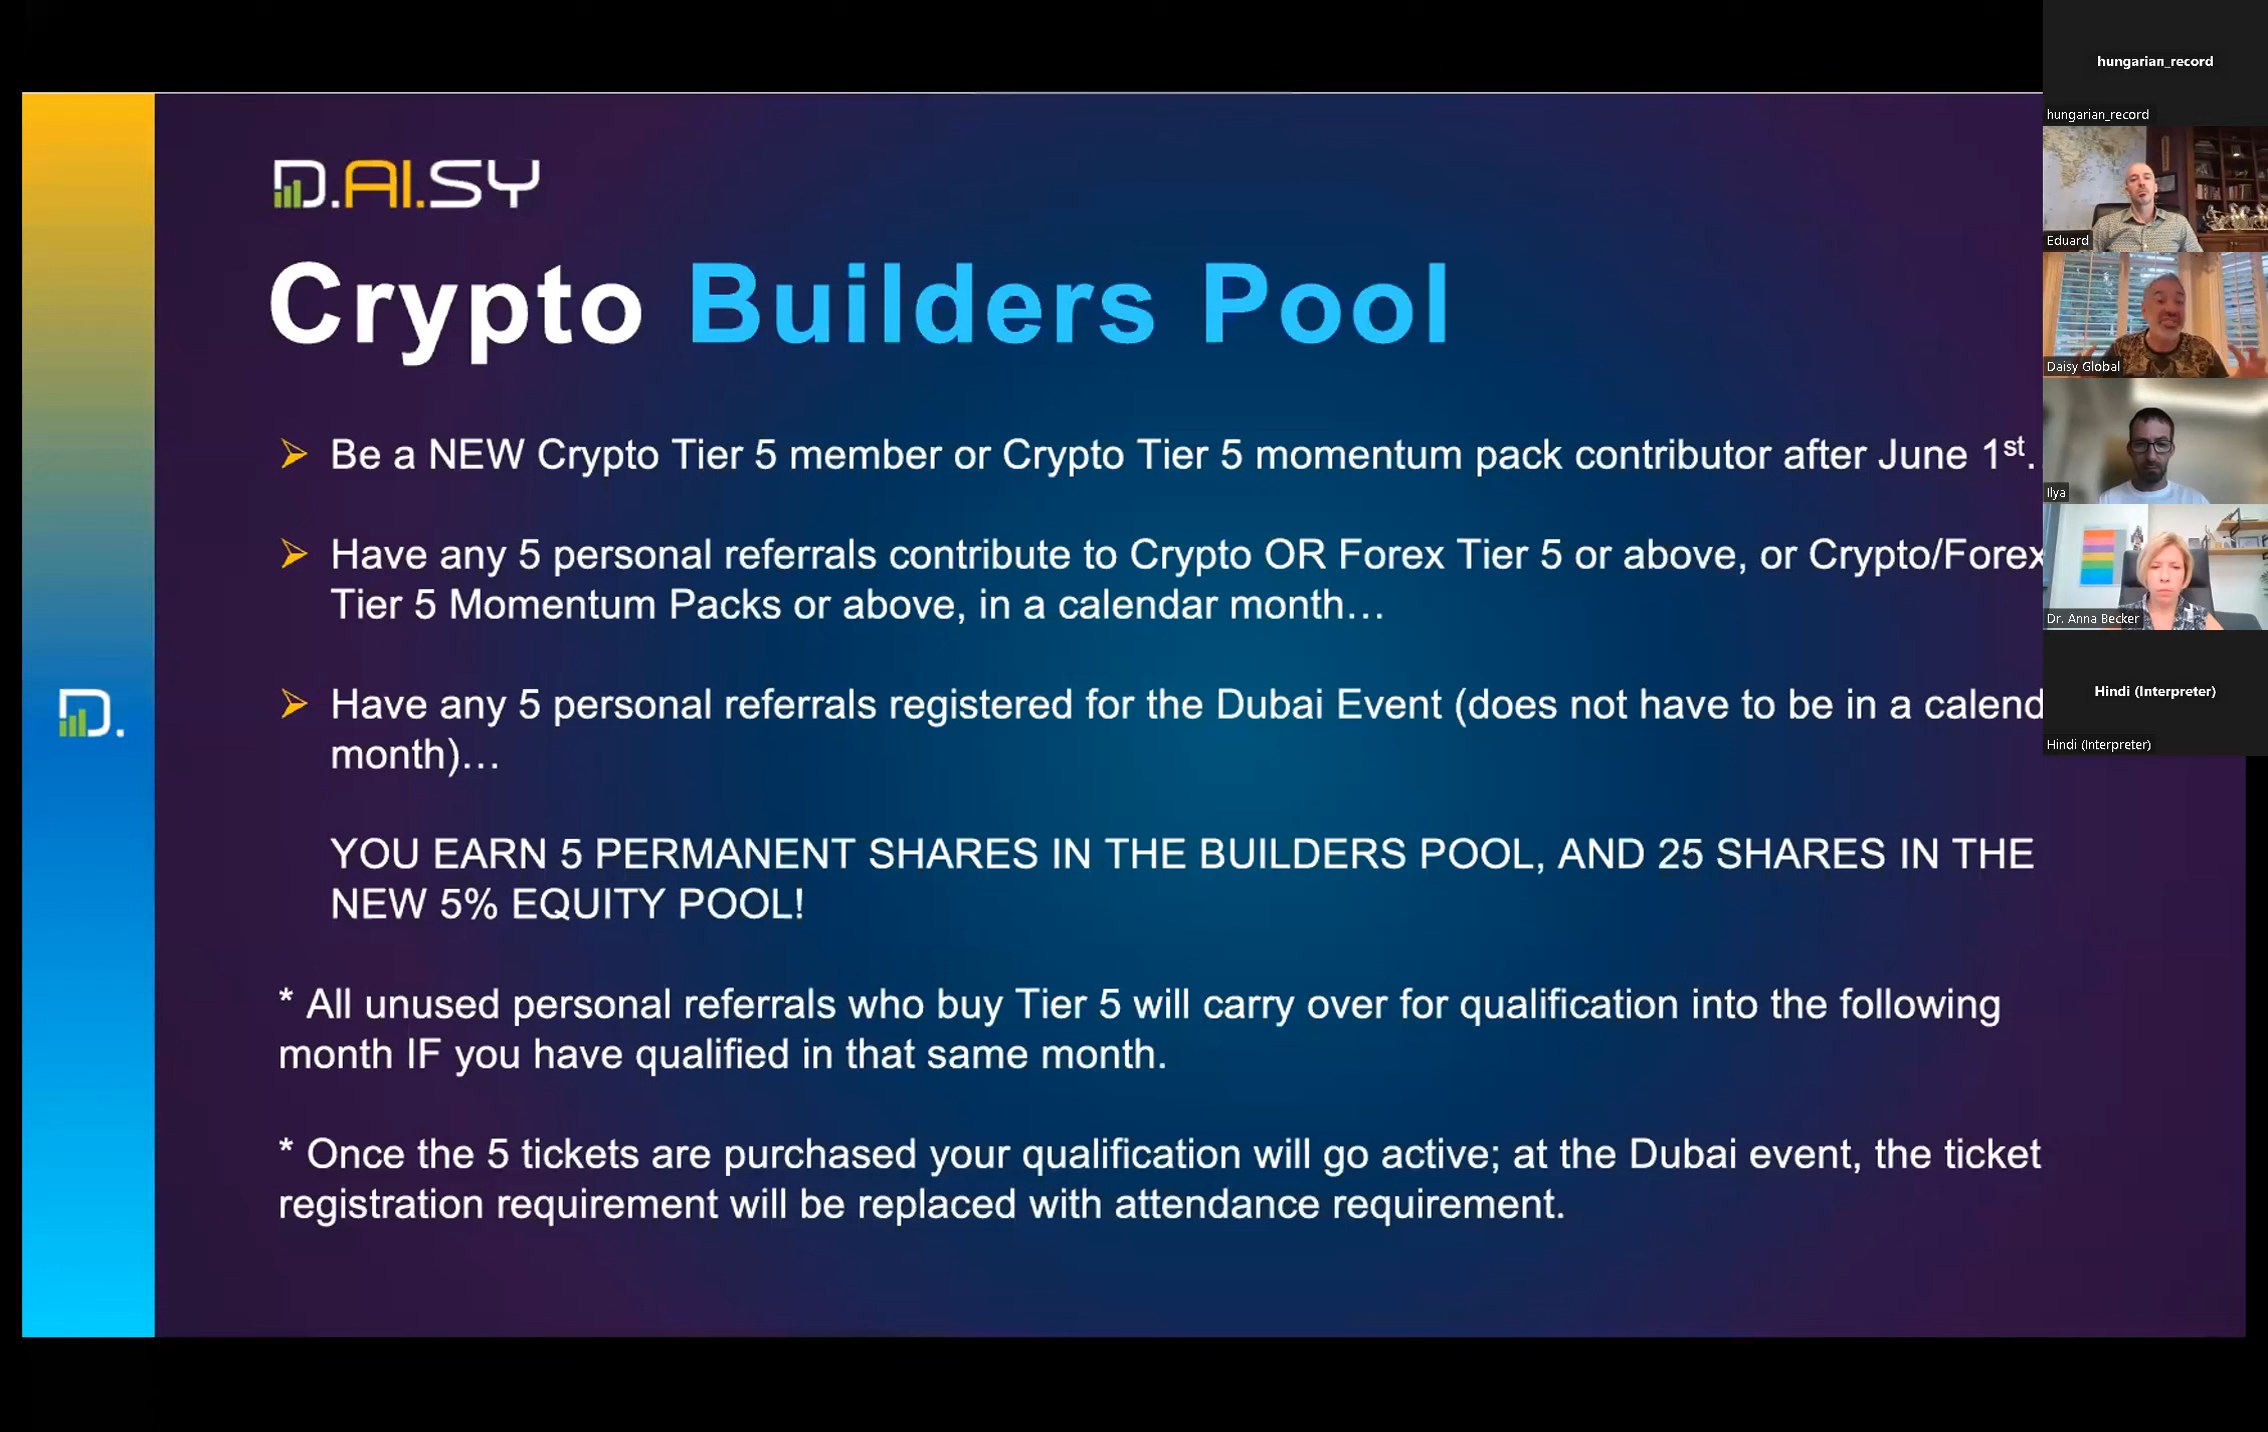 D.AI.SY
Crypto Builders Pool
Be a NEW Crypto Tier 5 member or Crypto Tier 5 momentum pack contributor after June 1st.
Have any 5 personal referrals contribute to Crypto OR Forex Tier 5 or above, or Crypto/Forex
Tier 5 Momentum Packs or above, in a calendar month…
Have any 5 personal referrals registered for the Dubai Event (does not have to be in a calend
month)…
YOU EARN 5 PERMANENT SHARES IN THE BUILDERS POOL, AND 25 SHARES IN THE
NEW 5% EQUITY POOL!
* All unused personal referrals who buy Tier 5 will carry over for qualification into the following
month IF you have qualified in that same month.
* Once the 5 tickets are purchased your qualification will go active; at the Dubai event, the ticket
registration requirement will be replaced with attendance requirement.
D.
hungarian_record
hungarian_record
Eduard
Daisy Global
Ilya
Dr. Anna Becker
Hindi (Interpreter)
Hindi (Interpreter)